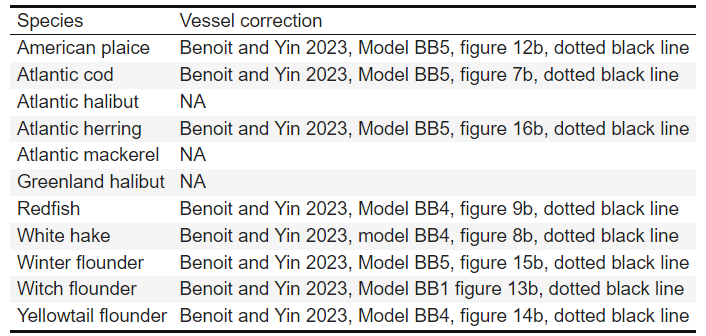 Species Vessel correction
American plaice Benoit and Yin 2023, Model BB5, figure 12b, dotted black line
Atlantic cod Benoit and Yin 2023, Model BB5, figure 7b, dotted black line
Atlantic halibut NA
Atlantic herring Benoit and Yin 2023, Model BB5, figure 16b, dotted black line
Atlantic mackerel NA
Greenland halibut NA
Redfish Benoit and Yin 2023, Model BB4, figure 9b, dotted black line
White hake Benoit and Yin 2023, model BB4, figure 8b, dotted black line
Winter flounder Benoit and Yin 2023, Model BB5, figure 15b, dotted black line
Witch flounder Benoit and Yin 2023, Model BB1 figure 13b, dotted black line
Yellowtail flounder Benoit and Yin 2023, Model BB4, figure 14b, dotted black line